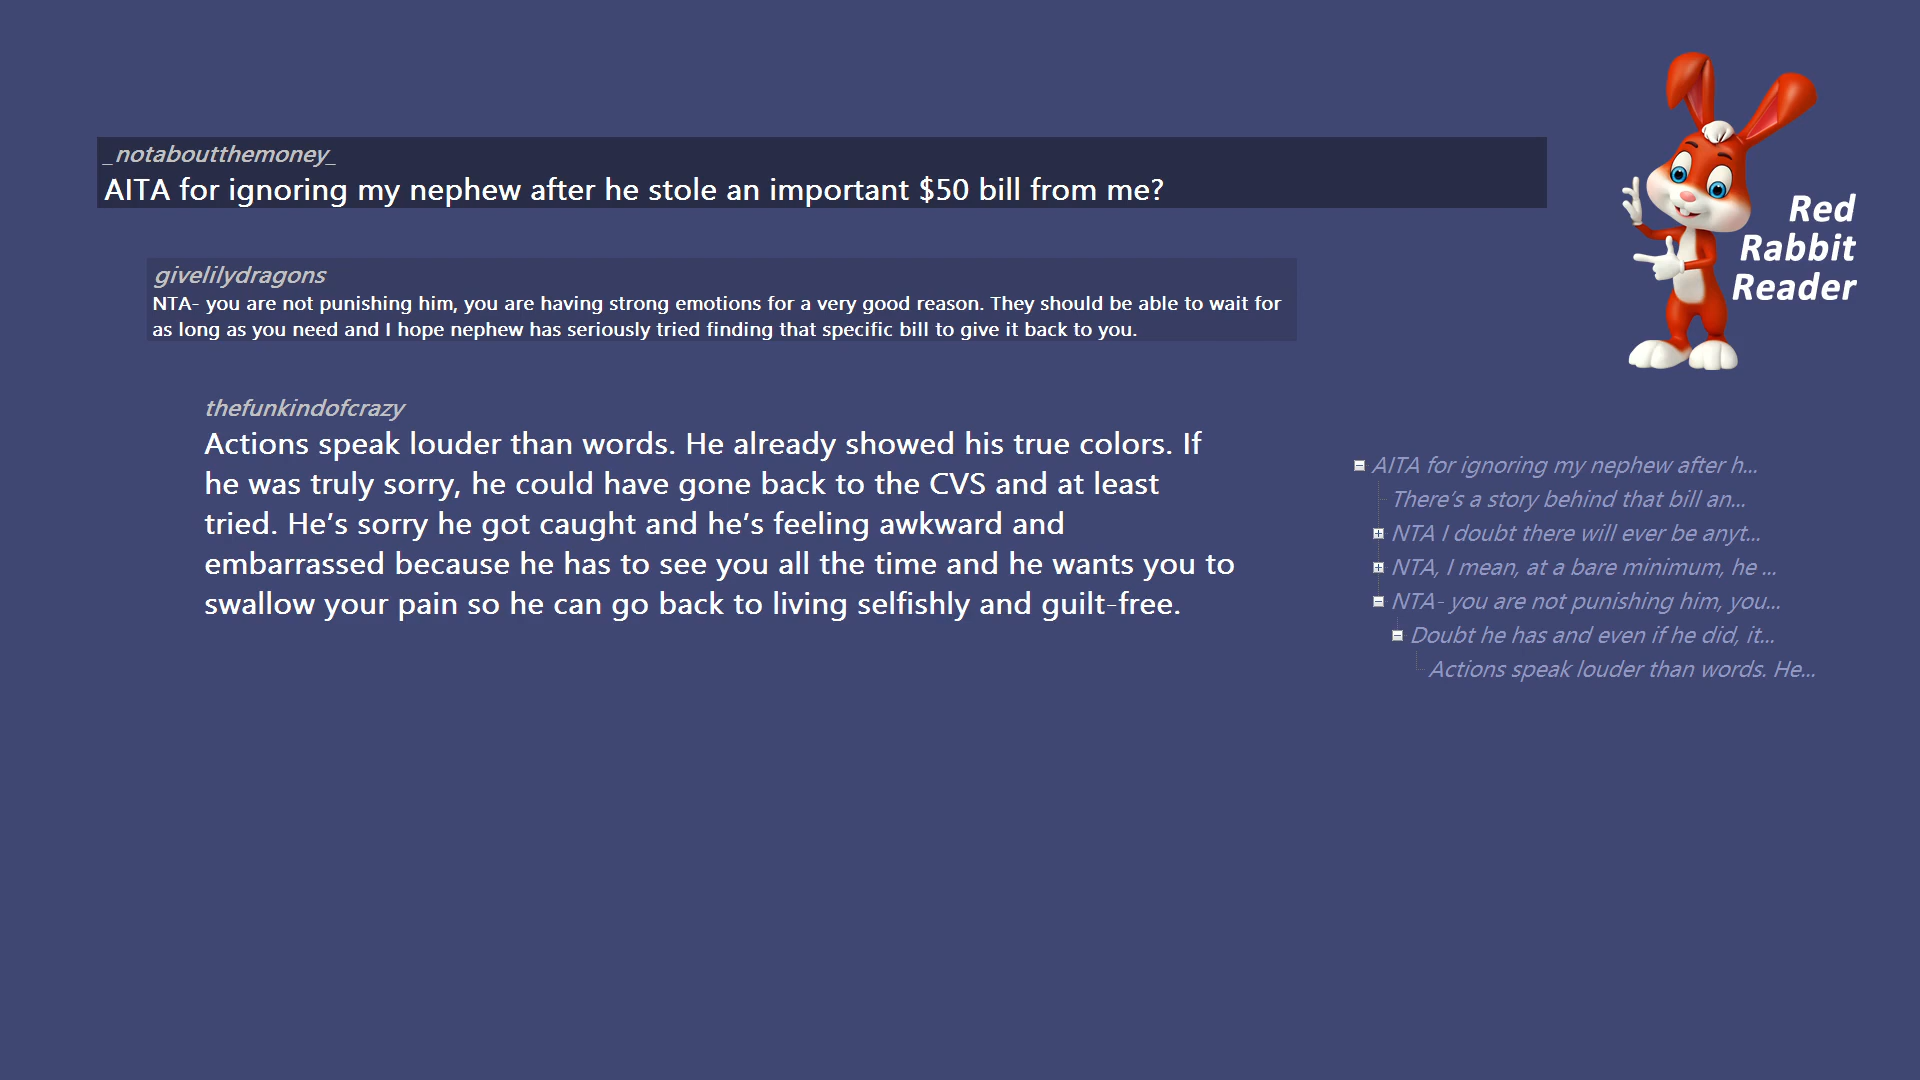 _notaboutthemoney_
AITA for ignoring my nephew after he stole an important $50 bill from me?
givelilydragons
NTA- you are not punishing him, you are having strong emotions for a very good reason. They should be able to wait for
as long as you need and I hope nephew has seriously tried finding that specific bill to give it back to you.
thefunkindofcrazy
Actions speak louder than words. He already showed his true colors. If
he was truly sorry, he could have gone back to the CVS and at least
tried. He’s sorry he got caught and he’s feeling awkward and
embarrassed because he has to see you all the time and he wants you to
swallow your pain so he can go back to living selfishly and guilt-free.
Red
Rabbit
Reader
AITA for ignoring my nephew after h...
There’s a story behind that bill an...
NTA I doubt there will ever be anyt...
NTA, I mean, at a bare minimum, he ...
NTA- you are not punishing him, you...
Doubt he has and even if he did, it...
Actions speak louder than words. He...